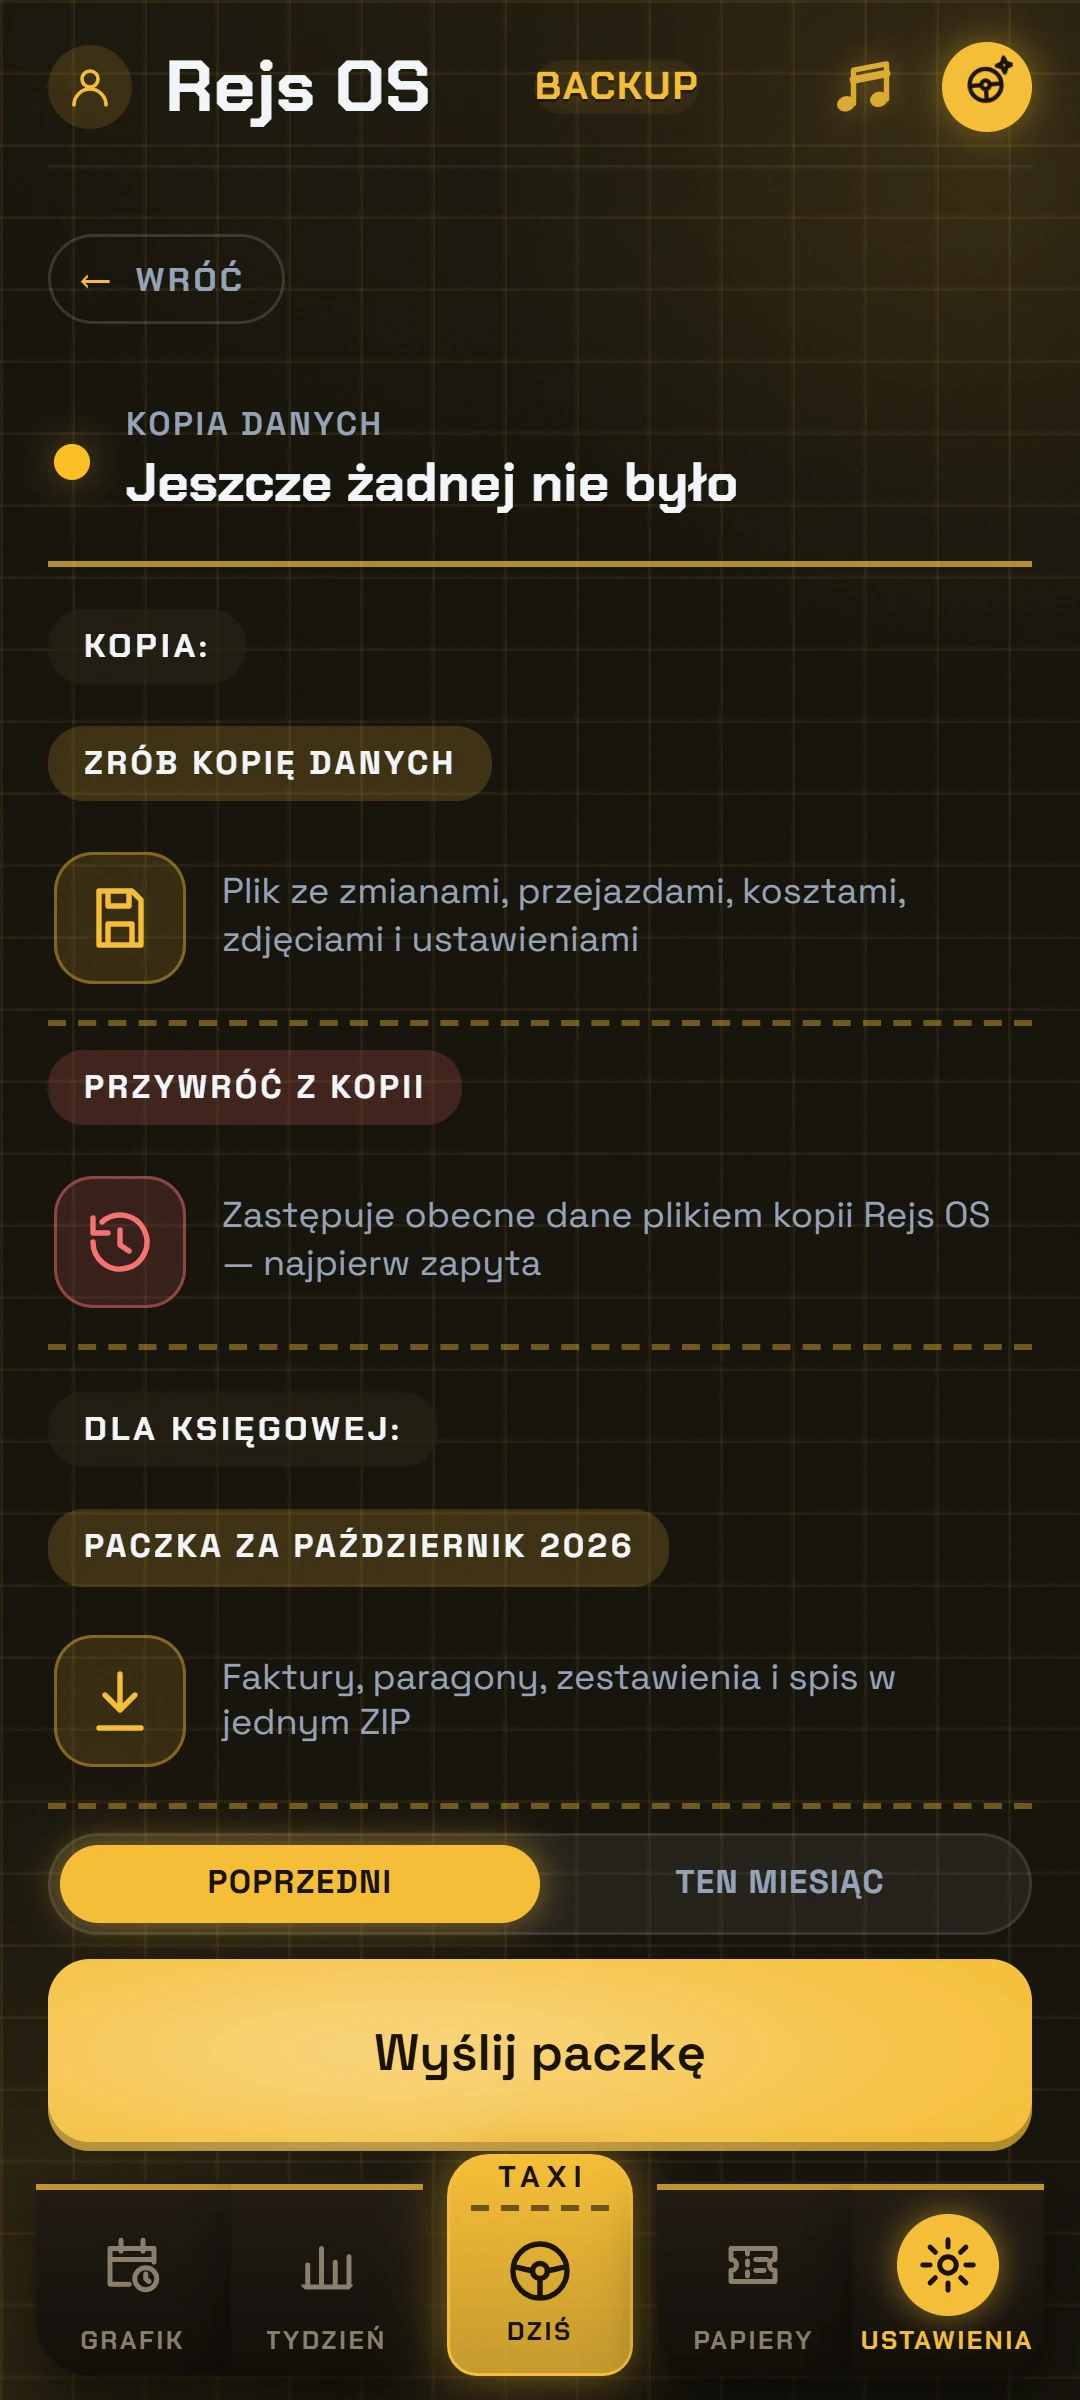 Rejs OS
BACKUP
← WRÓĆ
KOPIA DANYCH
Jeszcze żadnej nie było
KOPIA:
ZRÓB KOPIĘ DANYCH
Plik ze zmianami, przejazdami, kosztami,
zdjęciami i ustawieniami
PRZYWRÓĆ Z KOPII
Zastępuje obecne dane plikiem kopii Rejs OS
— najpierw zapyta
DLA KSIĘGOWEJ:
PACZKA ZA PAŹDZIERNIK 2026
Faktury, paragony, zestawienia i spis w
jednym ZIP
POPRZEDNI
TEN MIESIĄC
Wyślij paczkę
TAXI
GRAFIK
TYDZIEŃ
DZIŚ
PAPIERY
USTAWIENIA